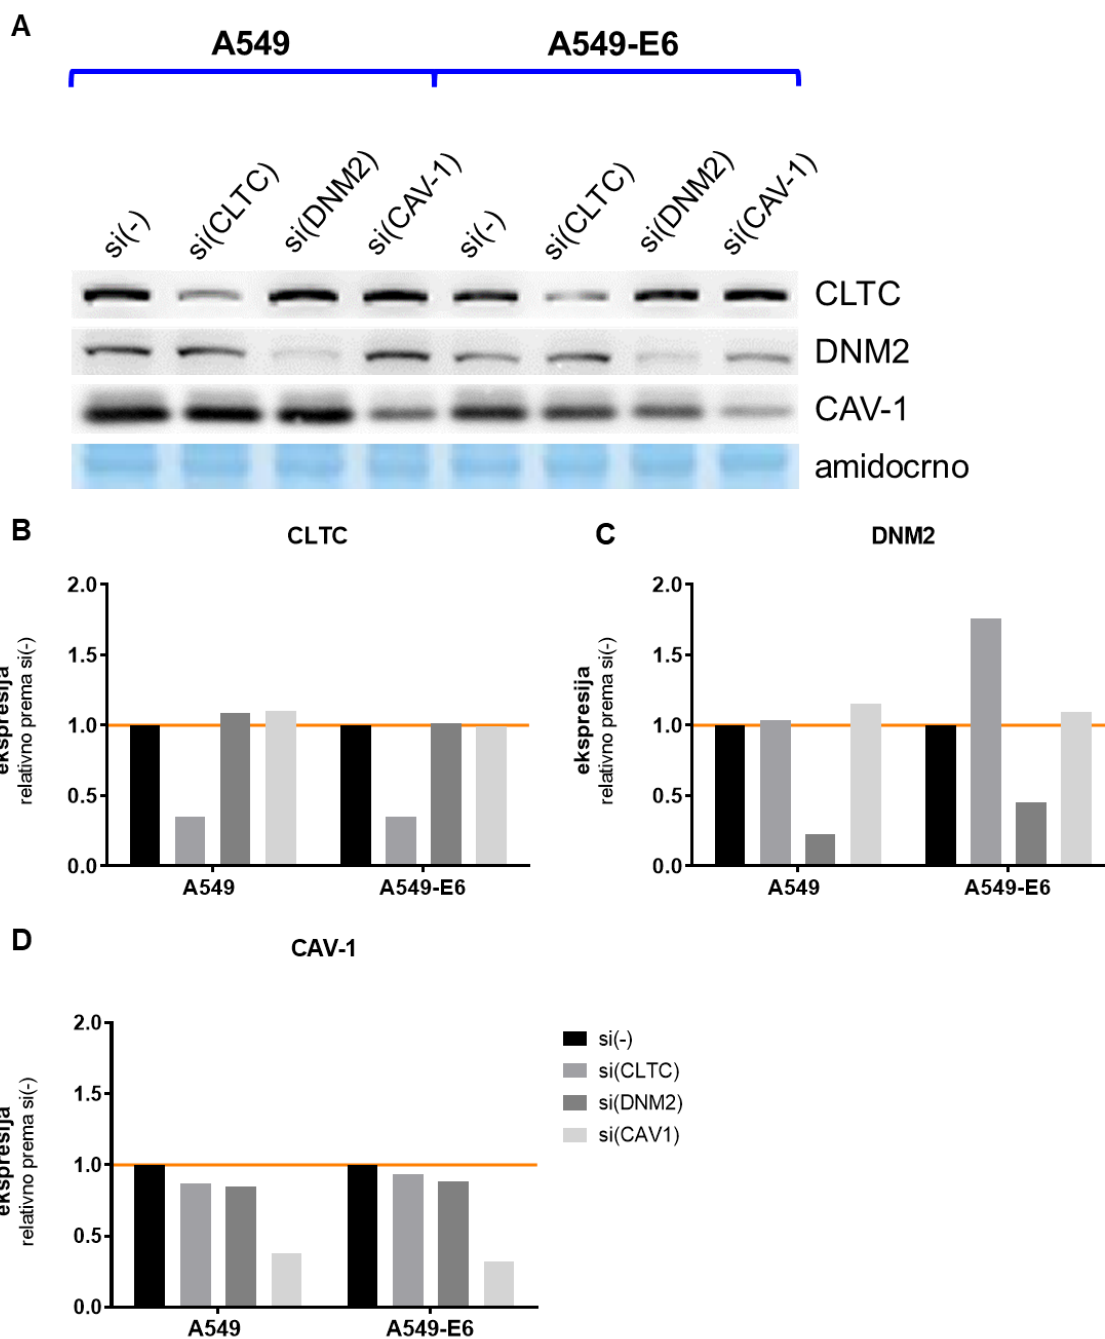 A
A549 A549-E6
si(-) si(CLTC) si(DNM2) si(CAV-1) si(-) si(CLTC) si(DNM2) si(CAV-1)
CLTC
DNM2
CAV-1
amidocrno
B
CLTC
2.0
1.5
1.0
0.5
0.0
ekspresija
relativno prema si(-)
A549 A549-E6
C
DNM2
2.0
1.5
1.0
0.5
0.0
ekspresija
relativno prema si(-)
A549 A549-E6
D
CAV-1
2.0
1.5
1.0
0.5
0.0
ekspresija
relativno prema si(-)
A549 A549-E6
si(-)
si(CLTC)
si(DNM2)
si(CAV1)